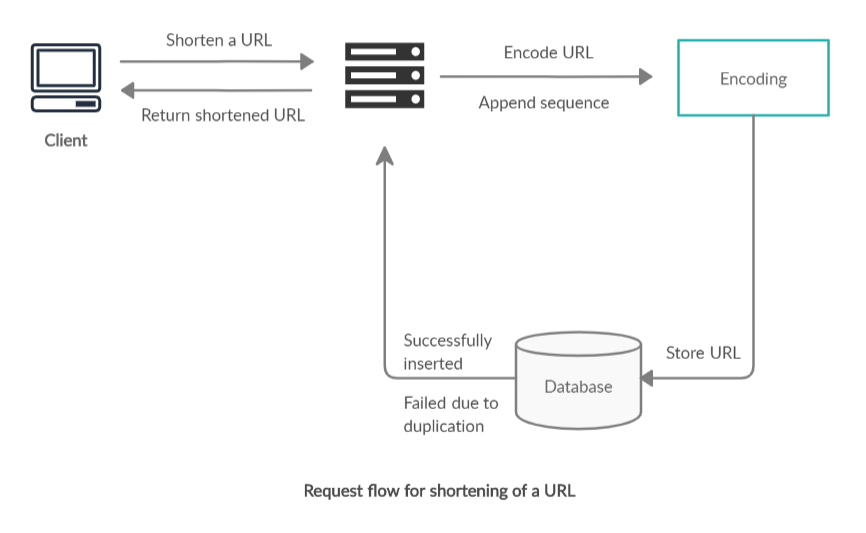 Shorten a URL
Return shortened URL
Client
Encode URL
Append sequence
Encoding
Store URL
Database
Successfully
inserted
Failed due to
duplication
Request flow for shortening of a URL